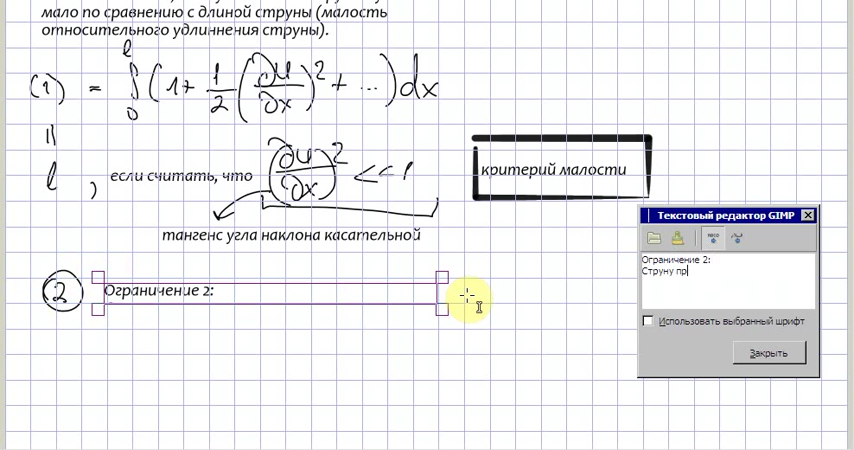 мало по сравнению с длиной струны (малость
относительного удлиннения струны).
(1) = ∫₀ˡ (1 + 1/2 (∂u/∂x)² + ...) dx
||
l , если считать, что (∂u/∂x)² << 1
критерий малости
тангенс угла наклона касательной
2 Ограничение 2:
Текстовый редактор GIMP
Ограничение 2:
Струну пр
Использовать выбранный шрифт
Закрыть